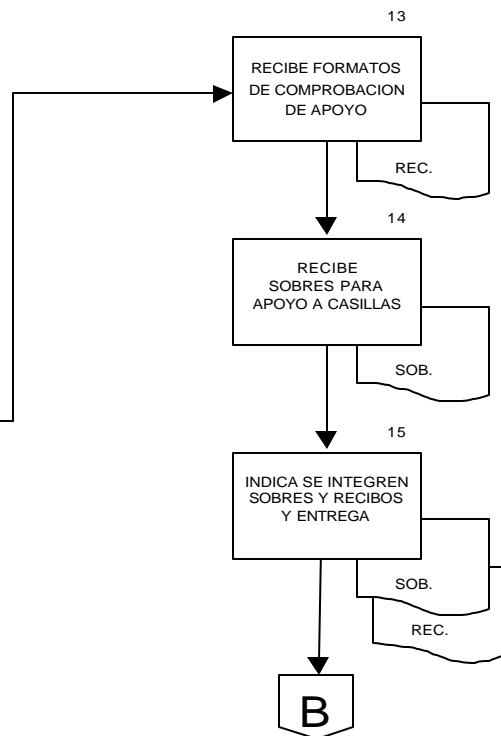 13
RECIBE FORMATOS
DE COMPROBACION
DE APOYO
REC.
14
RECIBE
SOBRES PARA
APOYO A CASILLAS
SOB.
15
INDICA SE INTEGREN
SOBRES Y RECIBOS
Y ENTREGA
SOB.
REC.
B